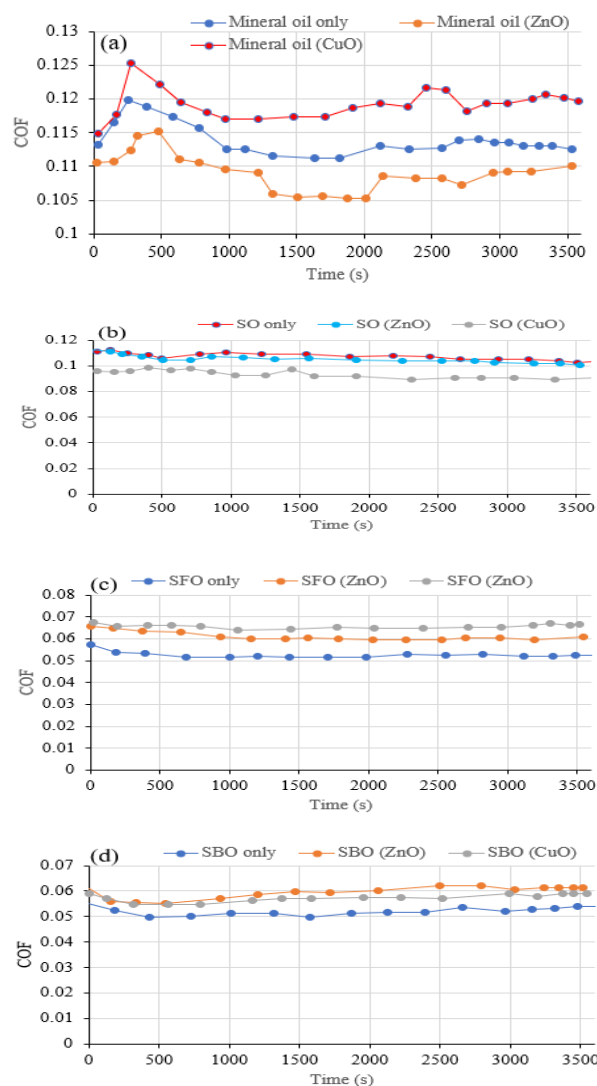 (a)
Mineral oil only
Mineral oil (ZnO)
Mineral oil (CuO)
0.13
0.125
0.12
0.115
0.11
0.105
0.1
COF
0 500 1000 1500 2000 2500 3000 3500
Time (s)
(b)
SO only
SO (ZnO)
SO (CuO)
0.12
0.1
0.08
0.06
0.04
0.02
0
COF
0 500 1000 1500 2000 2500 3000 3500
Time (s)
(c)
SFO only
SFO (ZnO)
SFO (ZnO)
0.08
0.07
0.06
0.05
0.04
0.03
0.02
0.01
0
COF
0 500 1000 1500 2000 2500 3000 3500
Time (s)
(d)
SBO only
SBO (ZnO)
SBO (CuO)
0.07
0.06
0.05
0.04
0.03
0.02
0.01
0
COF
0 500 1000 1500 2000 2500 3000 3500
Time (s)